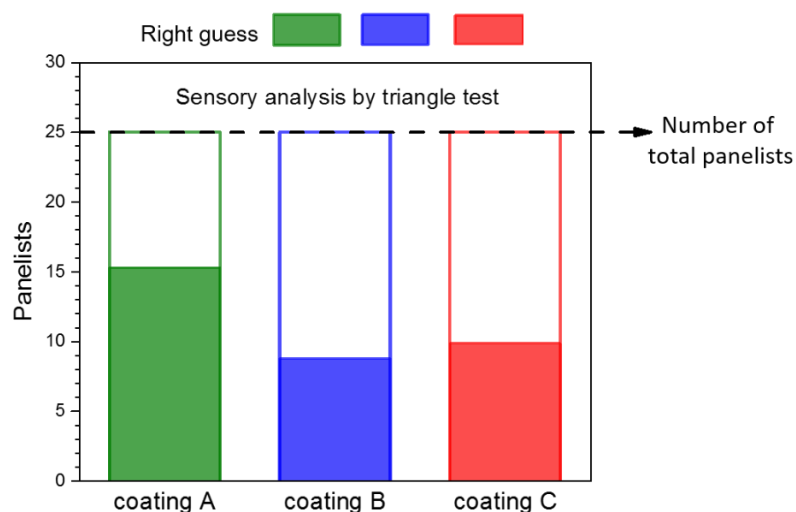 Right guess
30
Sensory analysis by triangle test
25
Number of
total panelists
20
15
10
5
0
Panelists
coating A
coating B
coating C